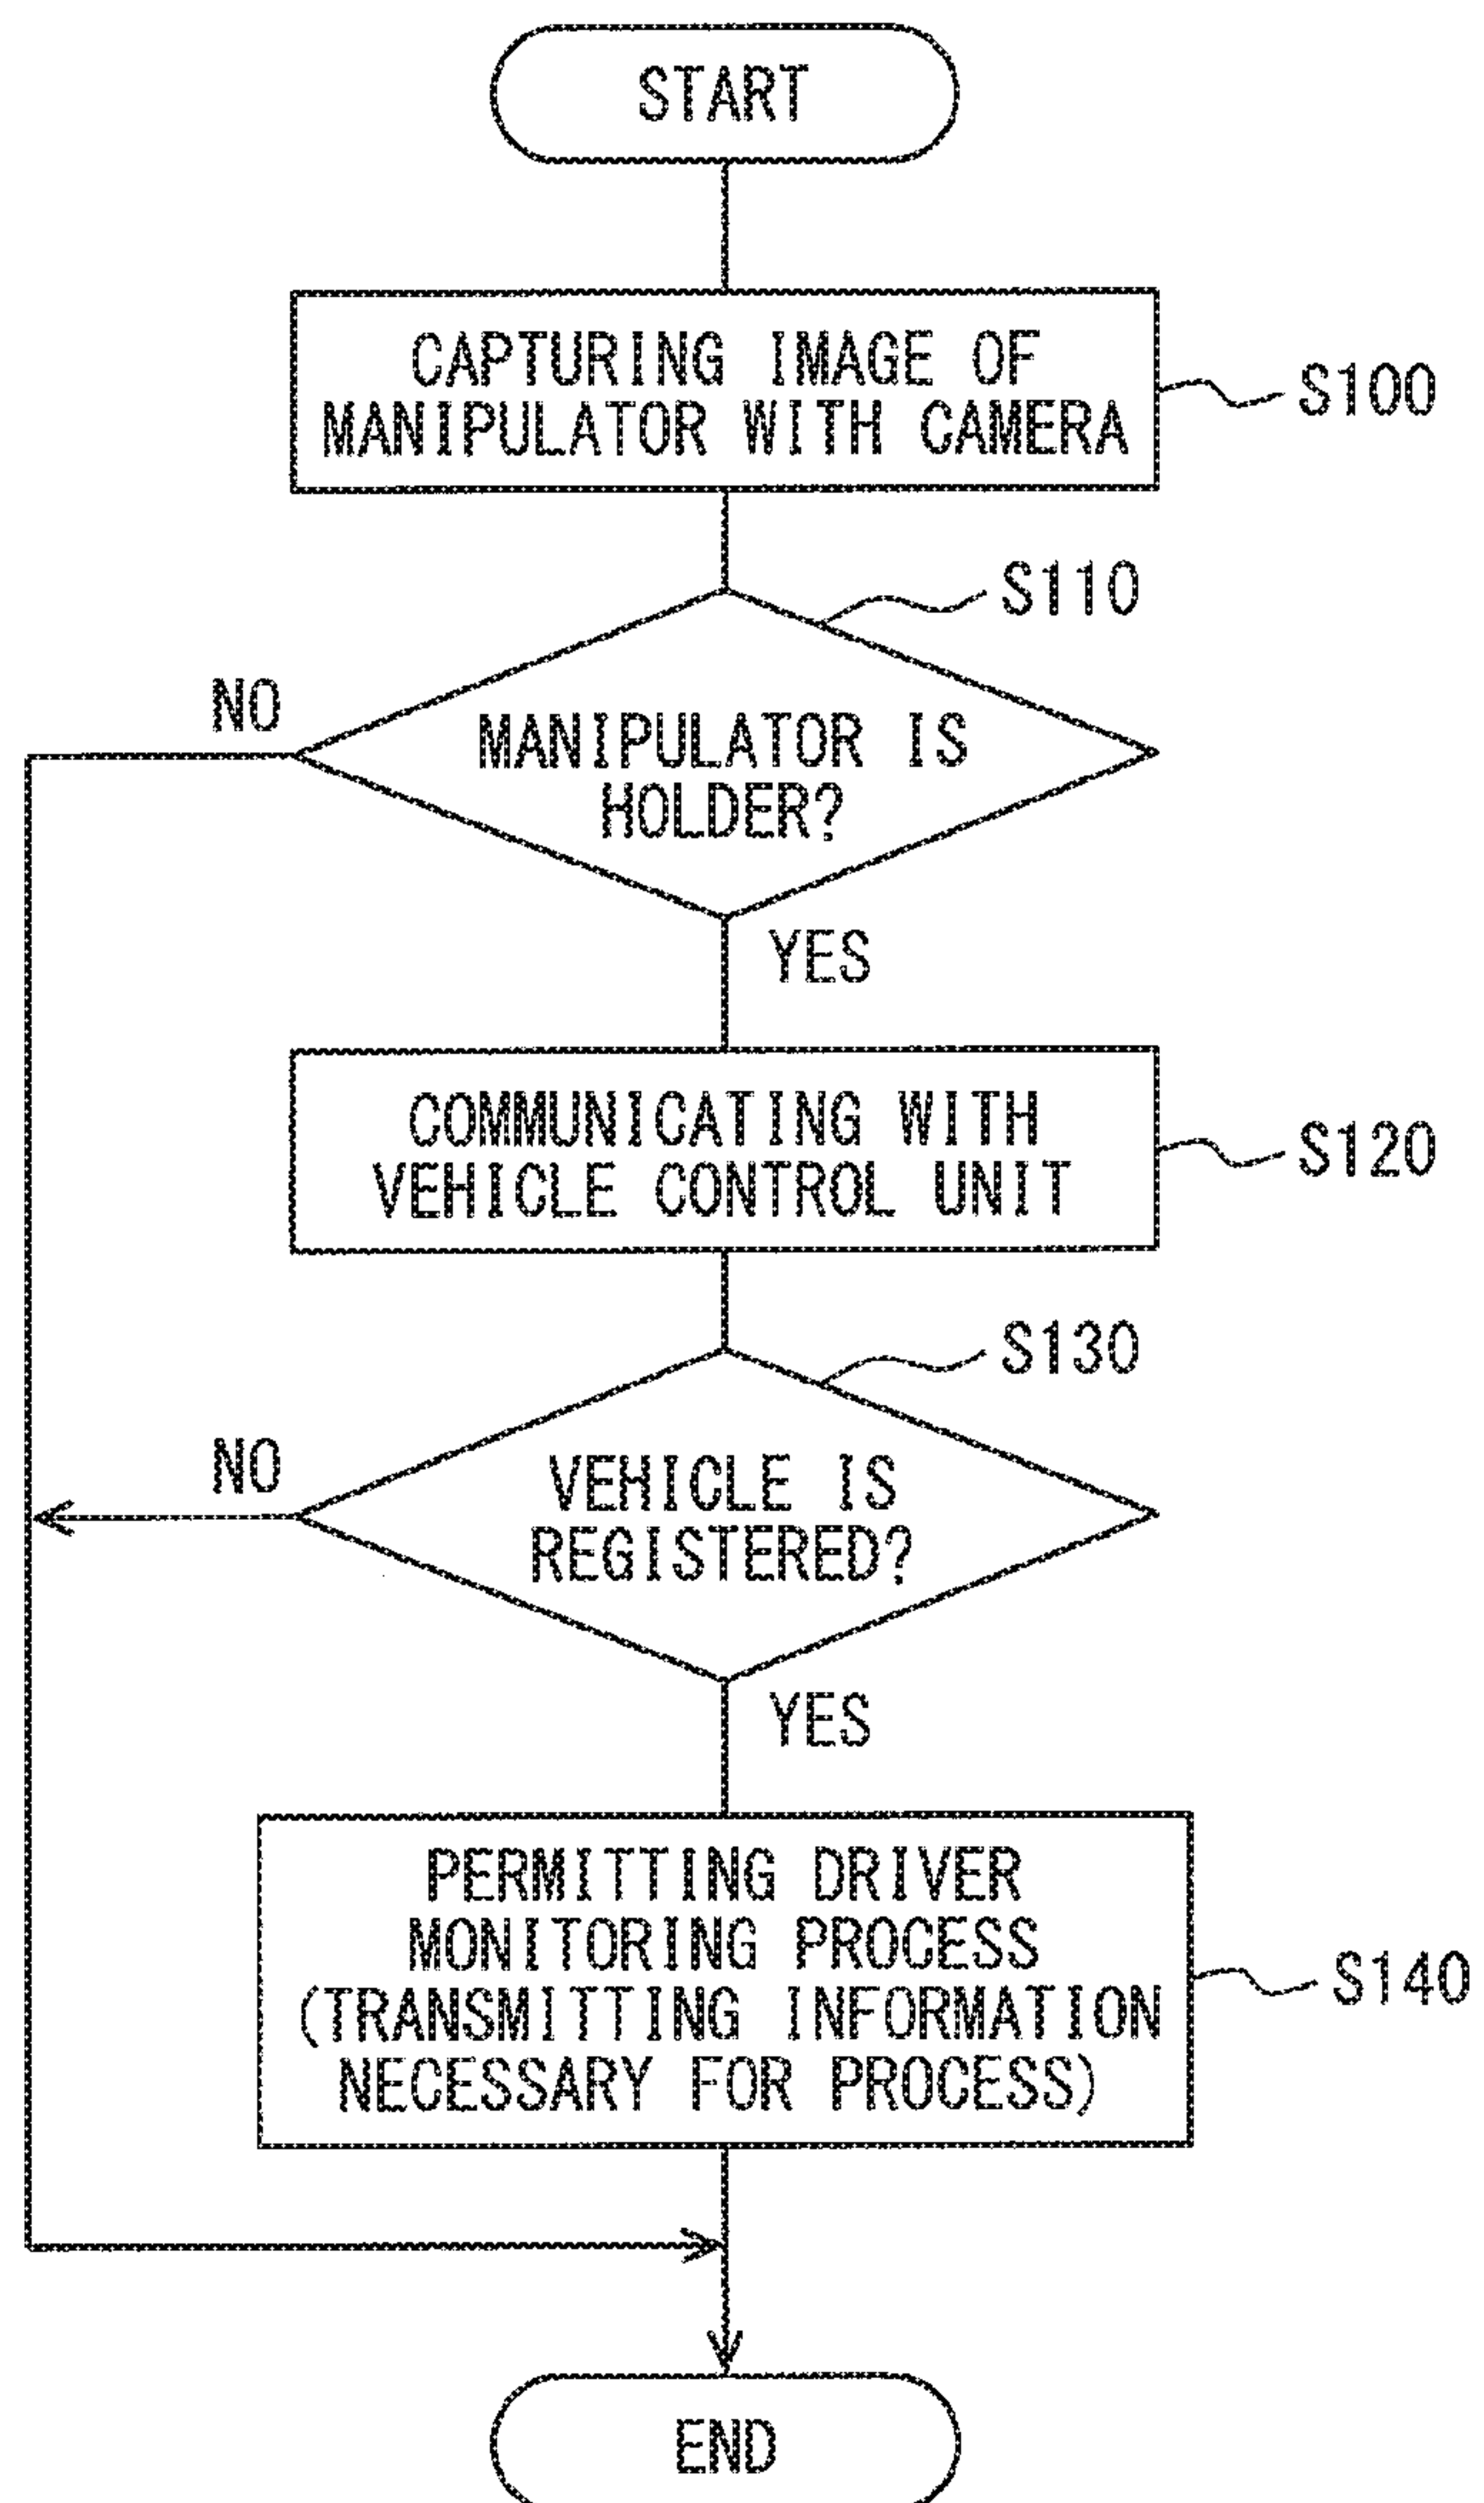 START
CAPTURING IMAGE OF
MANIPULATOR WITH CAMERA
S100
S110
NO
MANIPULATOR IS
HOLDER?
YES
COMMUNICATING WITH
VEHICLE CONTROL UNIT
S120
S130
NO
VEHICLE IS
REGISTERED?
YES
PERMITTING DRIVER
MONITORING PROCESS
(TRANSMITTING INFORMATION
NECESSARY FOR PROCESS)
S140
END